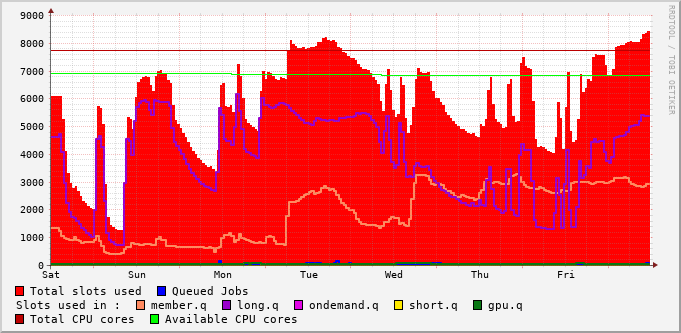 9000
8000
7000
6000
5000
4000
3000
2000
1000
0
Sat Sun Mon Tue Wed Thu Fri
RRDTOOL / TOBI OETIKER
Total slots used Queued Jobs
Slots used in : member.q long.q ondemand.q short.q gpu.q
Total CPU cores Available CPU cores